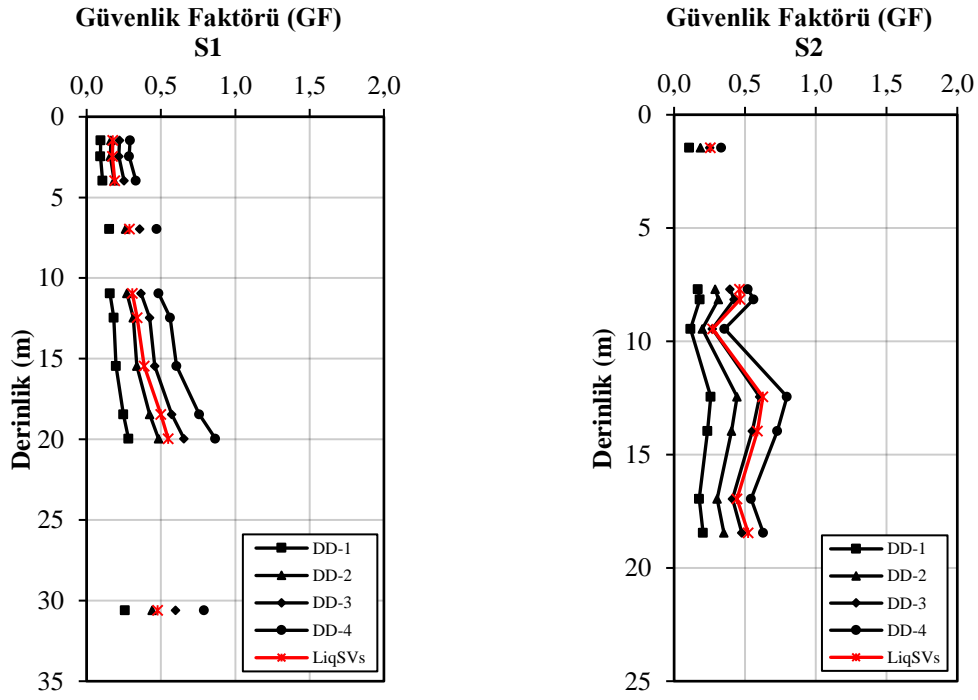 Güvenlik Faktörü (GF)
S1
0,0 0,5 1,0 1,5 2,0
0
5
10
15
20
25
30
35
Derinlik (m)
DD-1
DD-2
DD-3
DD-4
LiqSVs
Güvenlik Faktörü (GF)
S2
0,0 0,5 1,0 1,5 2,0
0
5
10
15
20
25
Derinlik (m)
DD-1
DD-2
DD-3
DD-4
LiqSVs